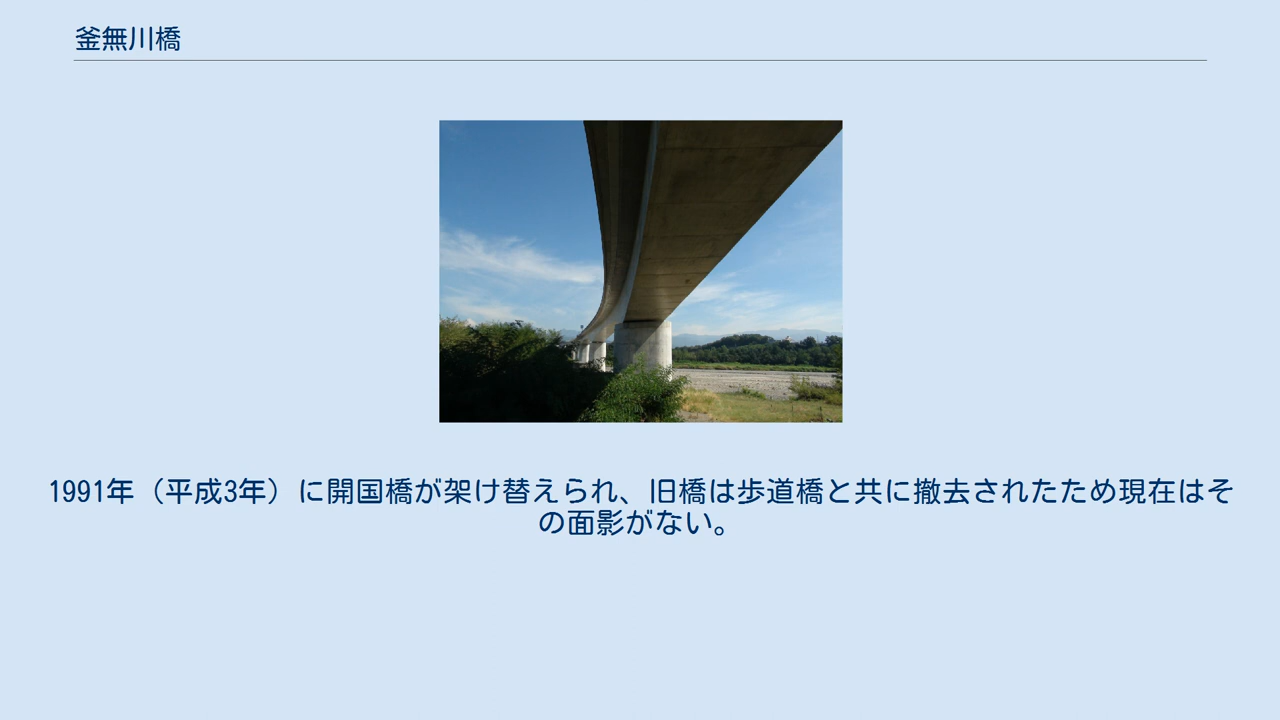 釜無川橋
1991年（平成3年）に開国橋が架け替えられ、旧橋は歩道橋と共に撤去されたため現在はそ
の面影がない。